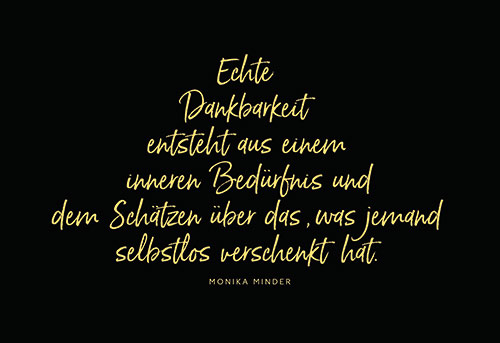 Echte
Dankbarkeit
entsteht aus einem
inneren Bedürfnis und
dem Schätzen über das, was jemand
selbstlos verschenkt hat.
MONIKA MINDER